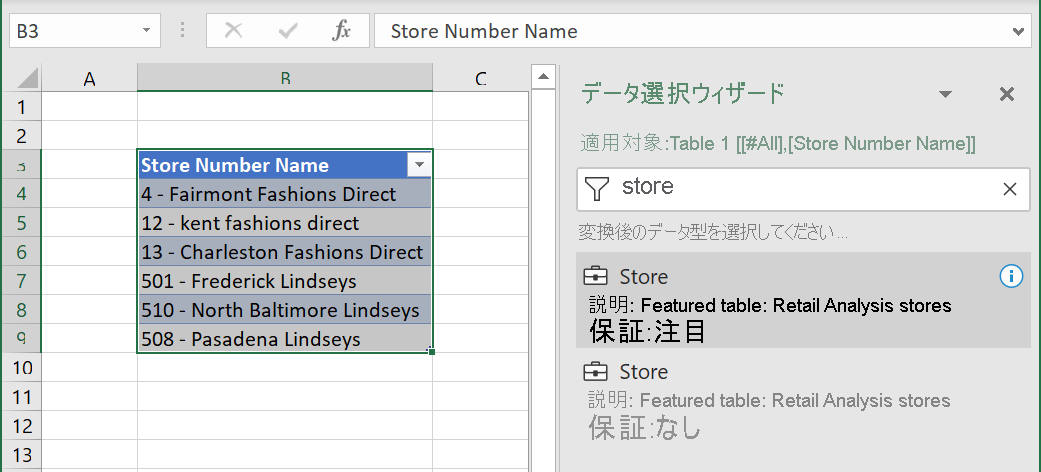 B3
fx
Store Number Name
A
B
C
1
2
3
Store Number Name
4
4 - Fairmont Fashions Direct
5
12 - kent fashions direct
6
13 - Charleston Fashions Direct
7
501 - Frederick Lindseys
8
510 - North Baltimore Lindseys
9
508 - Pasadena Lindseys
10
11
12
13
データ選択ウィザード
適用対象:Table 1 [[#All],[Store Number Name]]
store
変換後のデータ型を選択してください...
Store
説明: Featured table: Retail Analysis stores
保証:注目
Store
説明: Featured table: Retail Analysis stores
保証:なし